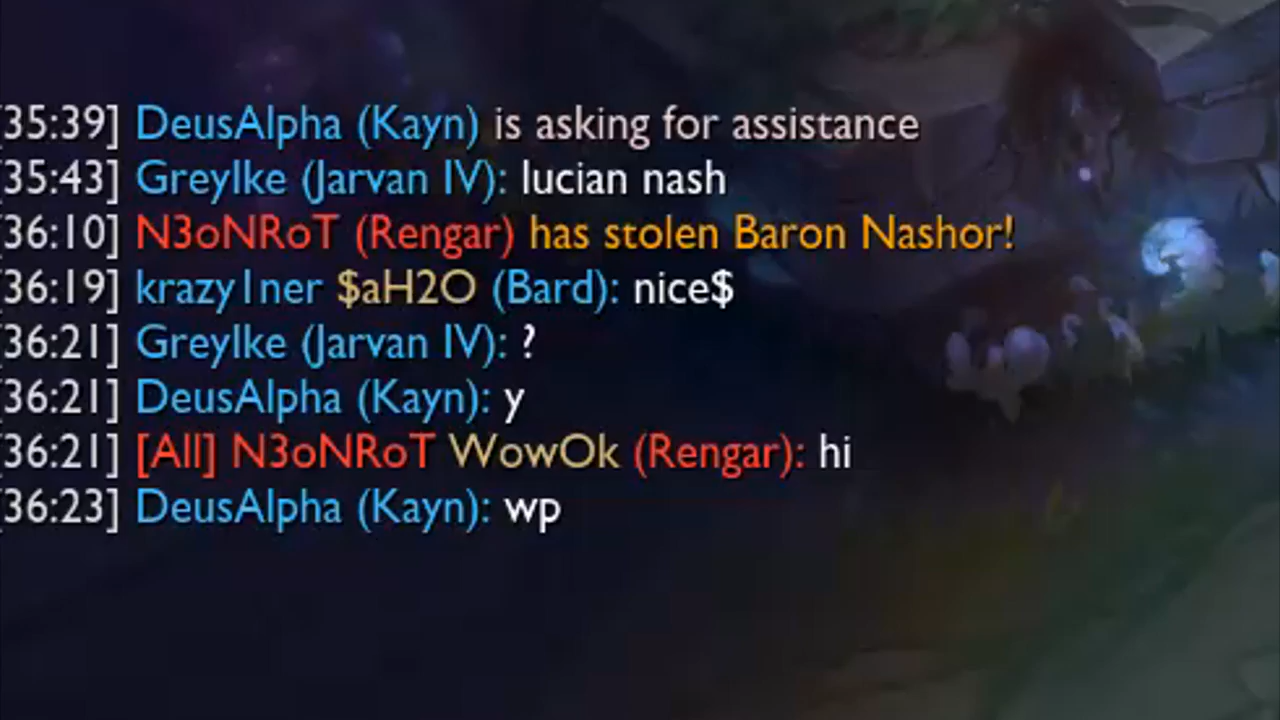 [35:39] DeusAlpha (Kayn) is asking for assistance
[35:43] Greylke (Jarvan IV): lucian nash
[36:10] N3oNRoT (Rengar) has stolen Baron Nashor!
[36:19] krazy1ner $aH2O (Bard): nice$
[36:21] Greylke (Jarvan IV): ?
[36:21] DeusAlpha (Kayn): y
[36:21] [All] N3oNRoT WowOk (Rengar): hi
[36:23] DeusAlpha (Kayn): wp